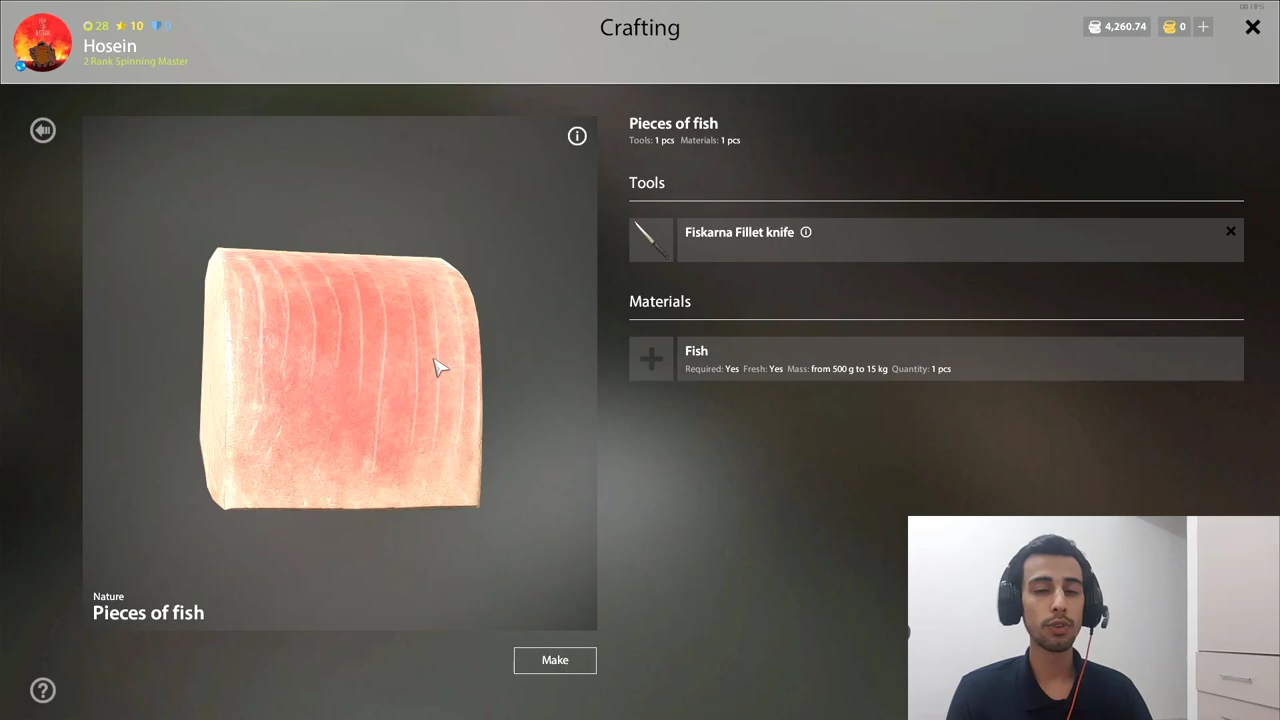 28 10 0
Hosein
2 Rank Spinning Master
Crafting
4,260.74
0
Pieces of fish
Tools: 1 pcs Materials: 1 pcs
Tools
Fiskarna Fillet knife
Materials
Fish
Required: Yes Fresh: Yes Mass: from 500 g to 15 kg Quantity: 1 pcs
Nature
Pieces of fish
Make